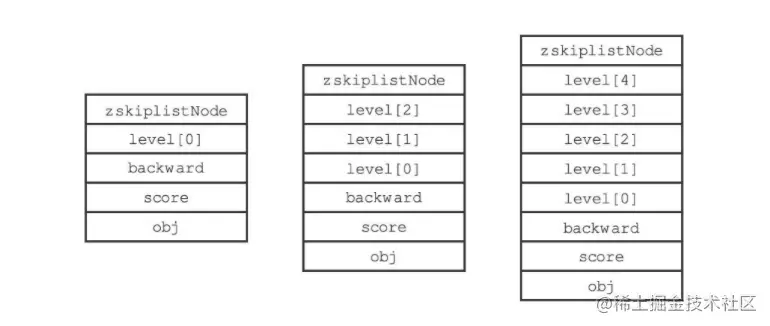 zskiplistNode
level[0]
backward
score
obj
zskiplistNode
level[2]
level[1]
level[0]
backward
score
obj
zskiplistNode
level[4]
level[3]
level[2]
level[1]
level[0]
backward
score
obj
@稀土掘金技术社区